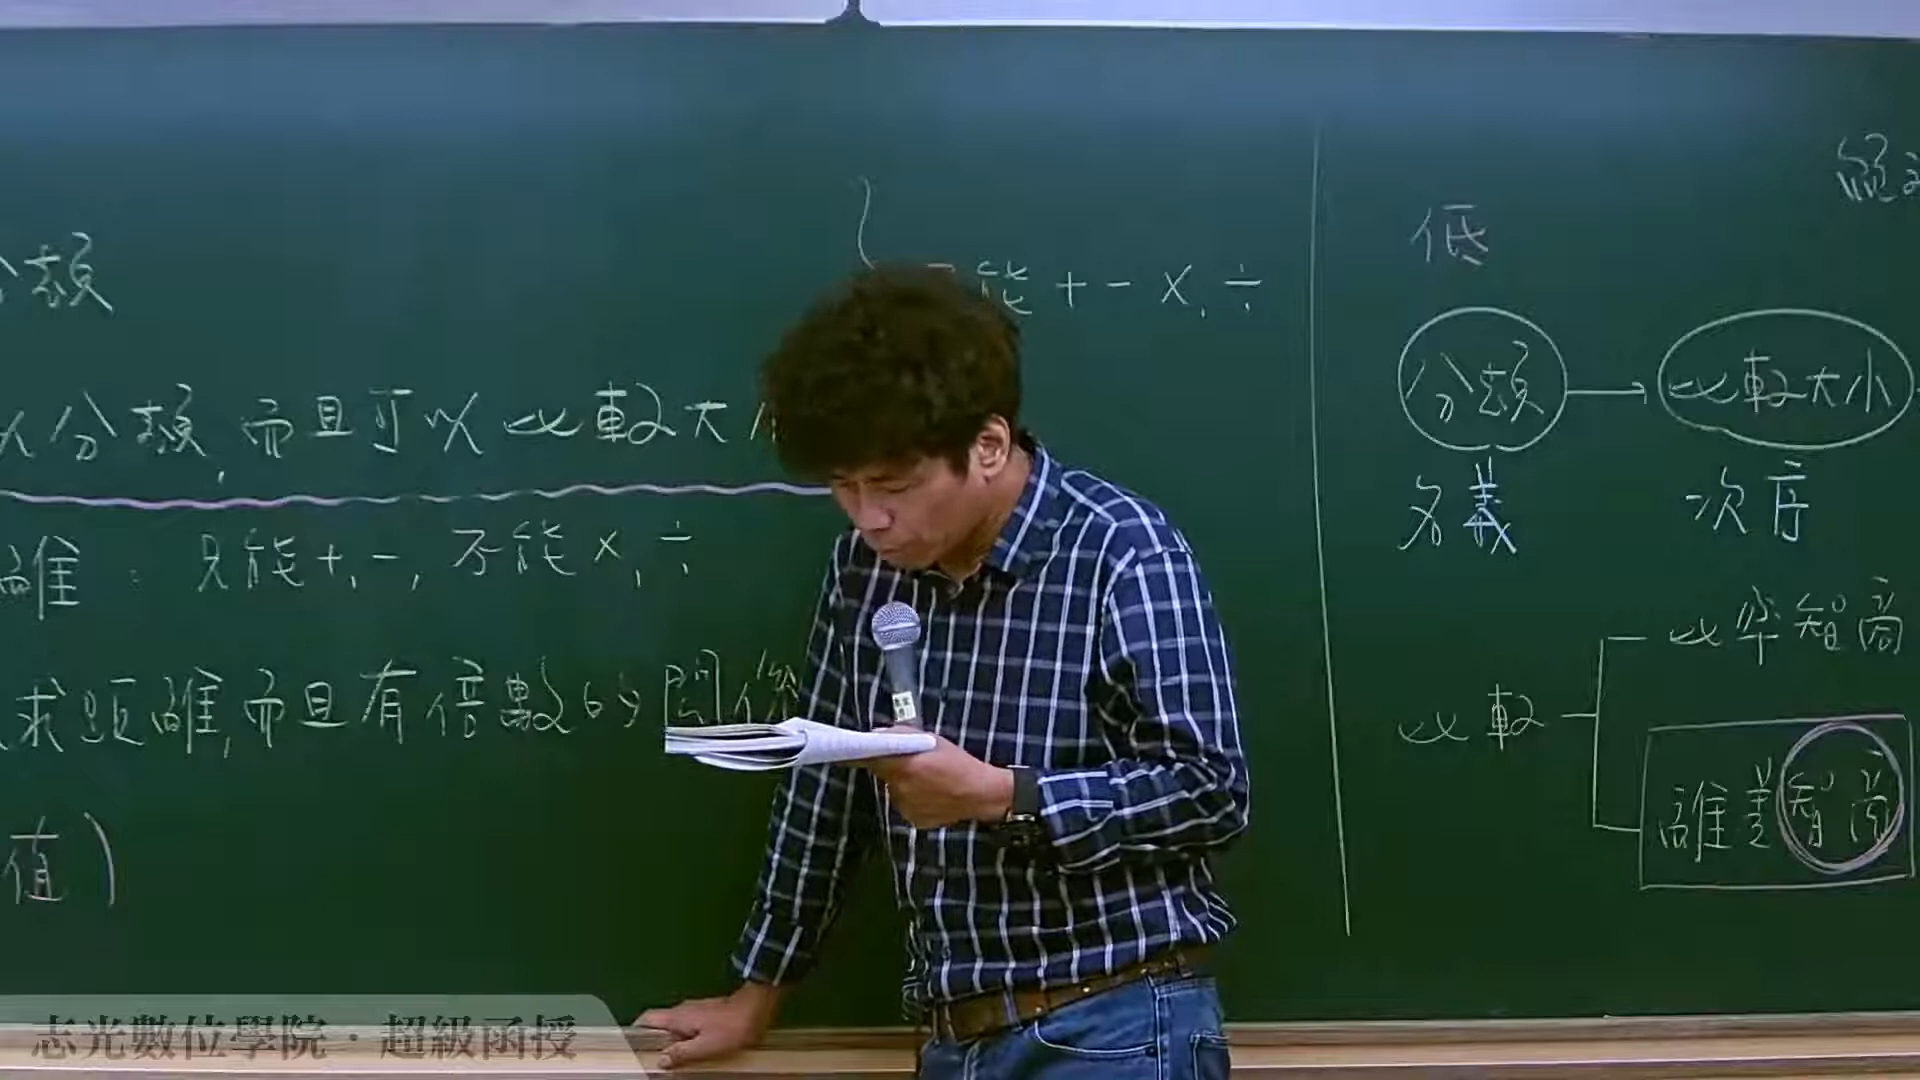 分類
能 + - ×, ÷
以分類, 而且可以比較大小
離 : 只能 +, -, 不能 ×, ÷
求距離, 而且有倍數的關係
值)
低
分類 → 比較大小
名義 次序
比率智商
比較
離差智商
志光數位學院 · 超級函授